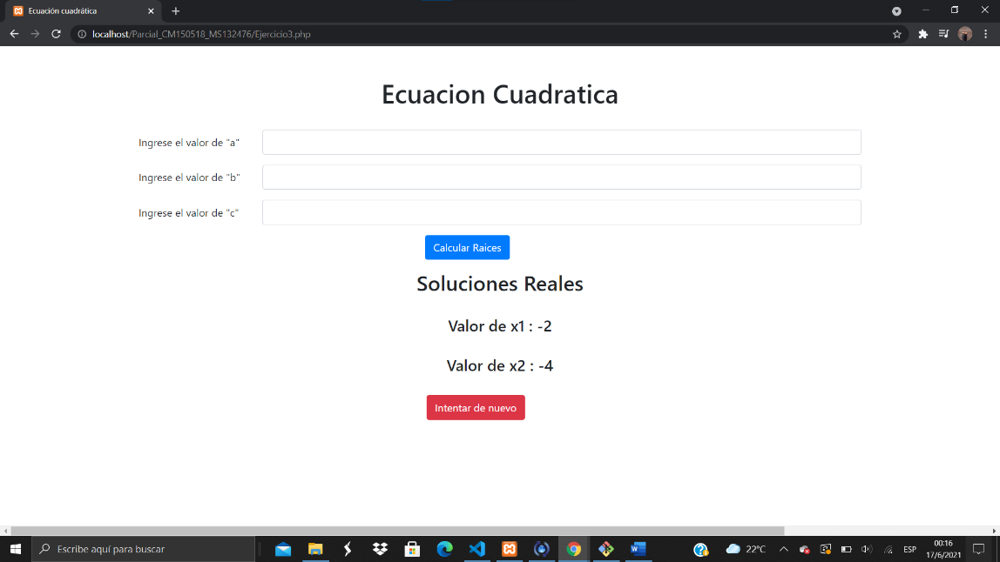 Ecuación cuadrática
localhost/Parcial_CM150518_MS132476/Ejercicio3.php
Ecuacion Cuadratica
Ingrese el valor de "a"
Ingrese el valor de "b"
Ingrese el valor de "c"
Calcular Raices
Soluciones Reales
Valor de x1 : -2
Valor de x2 : -4
Intentar de nuevo
Escribe aquí para buscar
22°C
ESP
00:16
17/6/2021